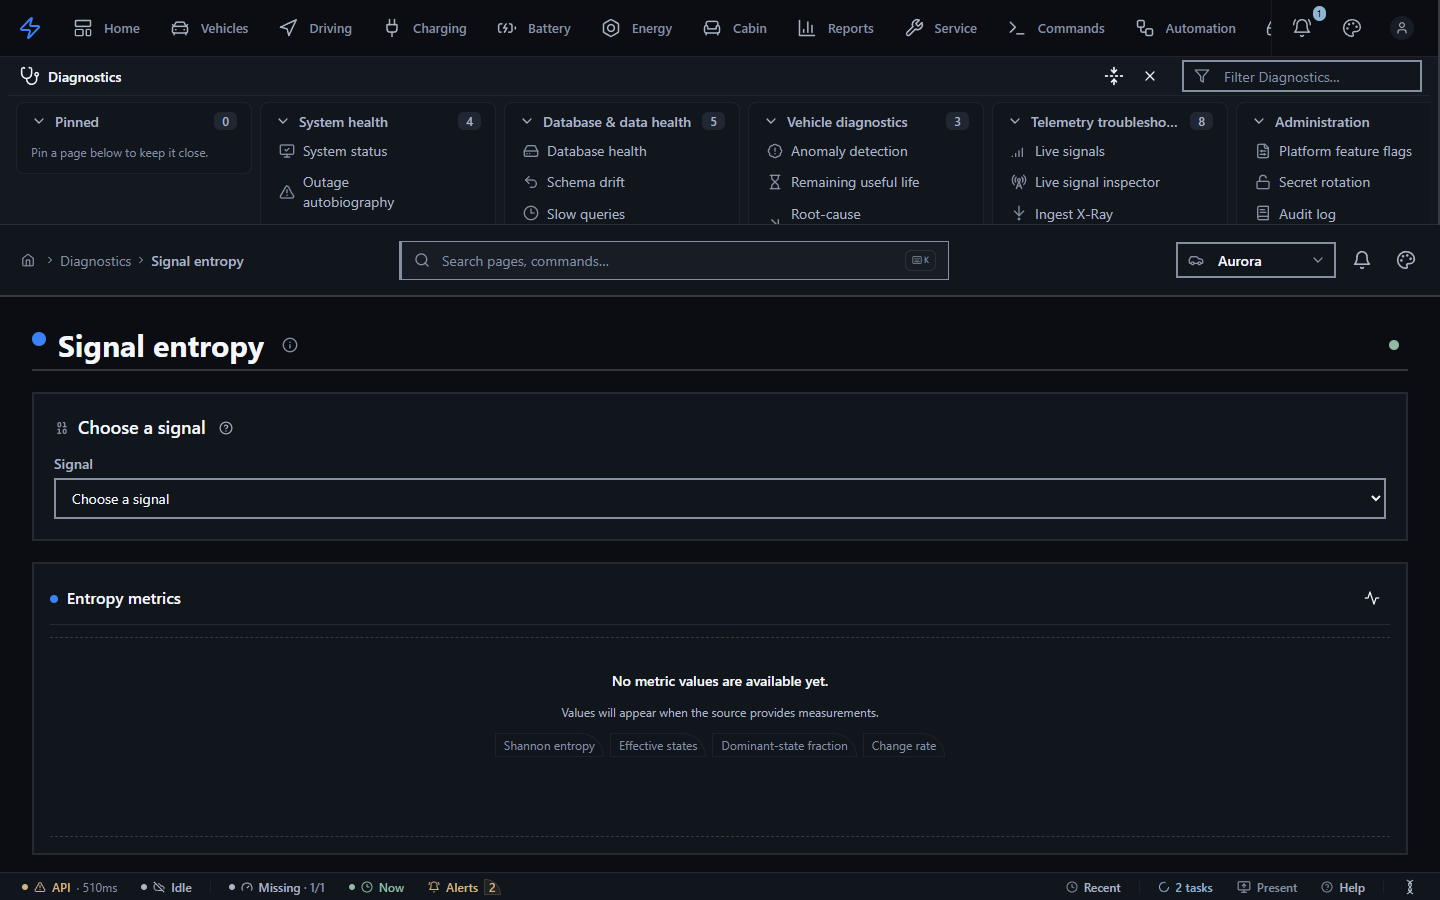 Home Vehicles Driving Charging Battery Energy Cabin Reports Service Commands Automation 1
Diagnostics Filter Diagnostics...
Pinned 0
Pin a page below to keep it close.
System health 4
System status
Outage
autobiography
Database & data health 5
Database health
Schema drift
Slow queries
Vehicle diagnostics 3
Anomaly detection
Remaining useful life
Root-cause
Telemetry troublesho... 8
Live signals
Live signal inspector
Ingest X-Ray
Administration
Platform feature flags
Secret rotation
Audit log
Diagnostics Signal entropy Search pages, commands... K Aurora
Signal entropy
Choose a signal
Signal
Choose a signal
Entropy metrics
No metric values are available yet.
Values will appear when the source provides measurements.
Shannon entropy Effective states Dominant-state fraction Change rate
API · 510ms Idle Missing · 1/1 Now Alerts 2 Recent 2 tasks Present Help